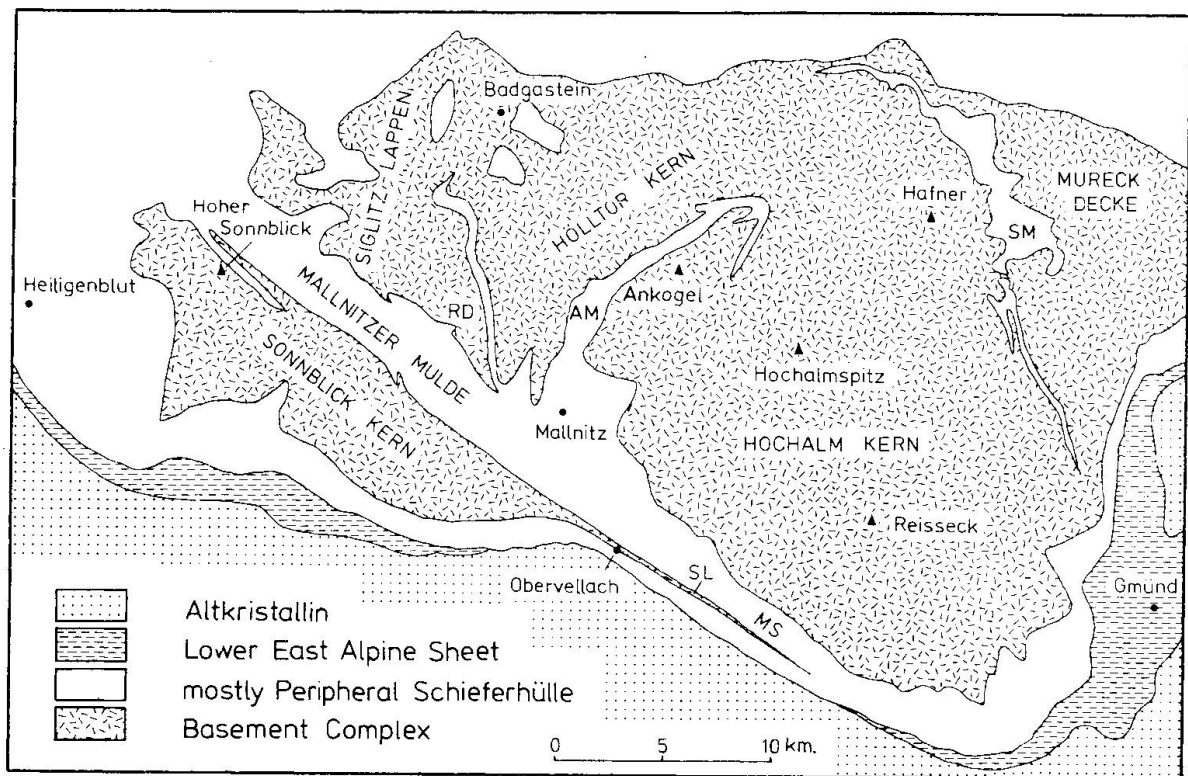 Badgastein
SIGLITZ LAPPEN
HÖLLTOR KERN
Hafner
MURECK
DECKE
SM
Hoher
Sonnblick
Heiligenblut
MALLNITZER MULDE
RD
AM
Ankogel
SONNBLICK KERN
Hochalmspitz
Mallnitz
HOCHALM KERN
Reisseck
Obervellach
SL
MS
Gmünd
Altkristallin
Lower East Alpine Sheet
mostly Peripheral Schieferhülle
Basement Complex
0 5 10 km.